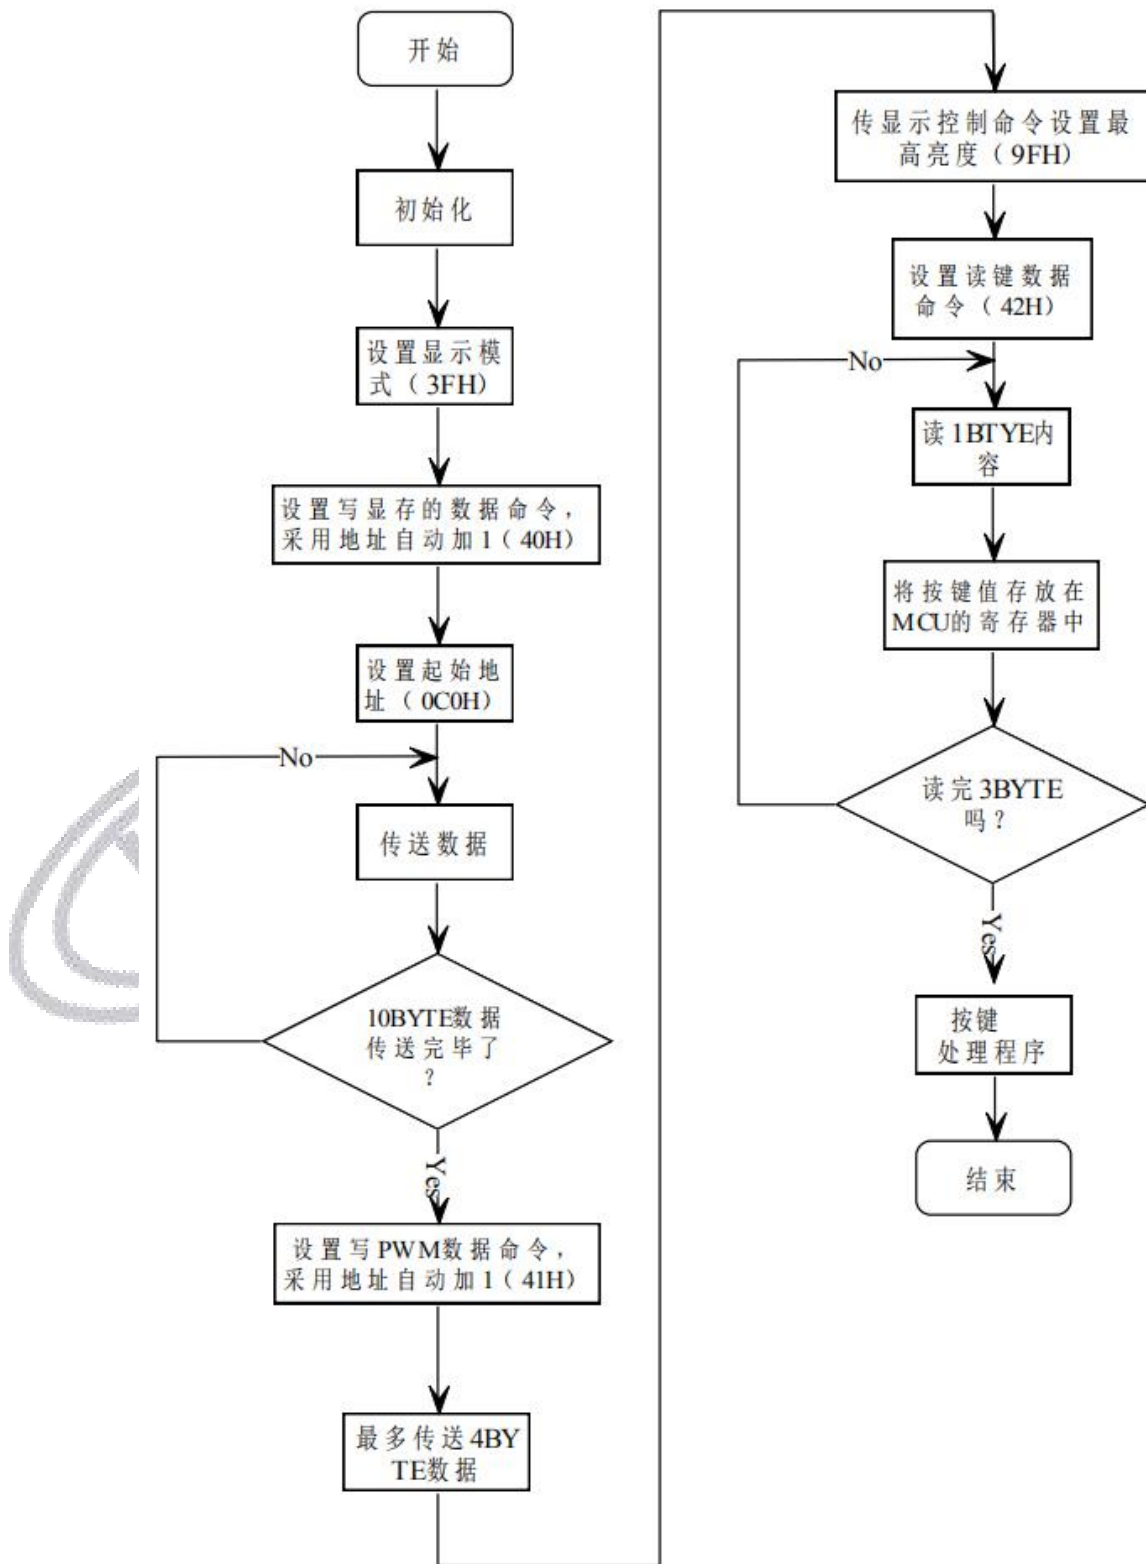 开始
初始化
设置显示模
式（3FH）
设置写显存的数据命令，
采用地址自动加1（40H）
设置起始地
址（0C0H）
No
传送数据
10BYTE数据
传送完毕了
？
Yes
设置写PWM数据命令，
采用地址自动加1（41H）
最多传送4BY
TE数据
传显示控制命令设置最
高亮度（9FH）
设置读键数据
命令（42H）
No
读1BTYE内
容
将按键值存放在
MCU的寄存器中
读完3BYTE
吗？
Yes
按键
处理程序
结束